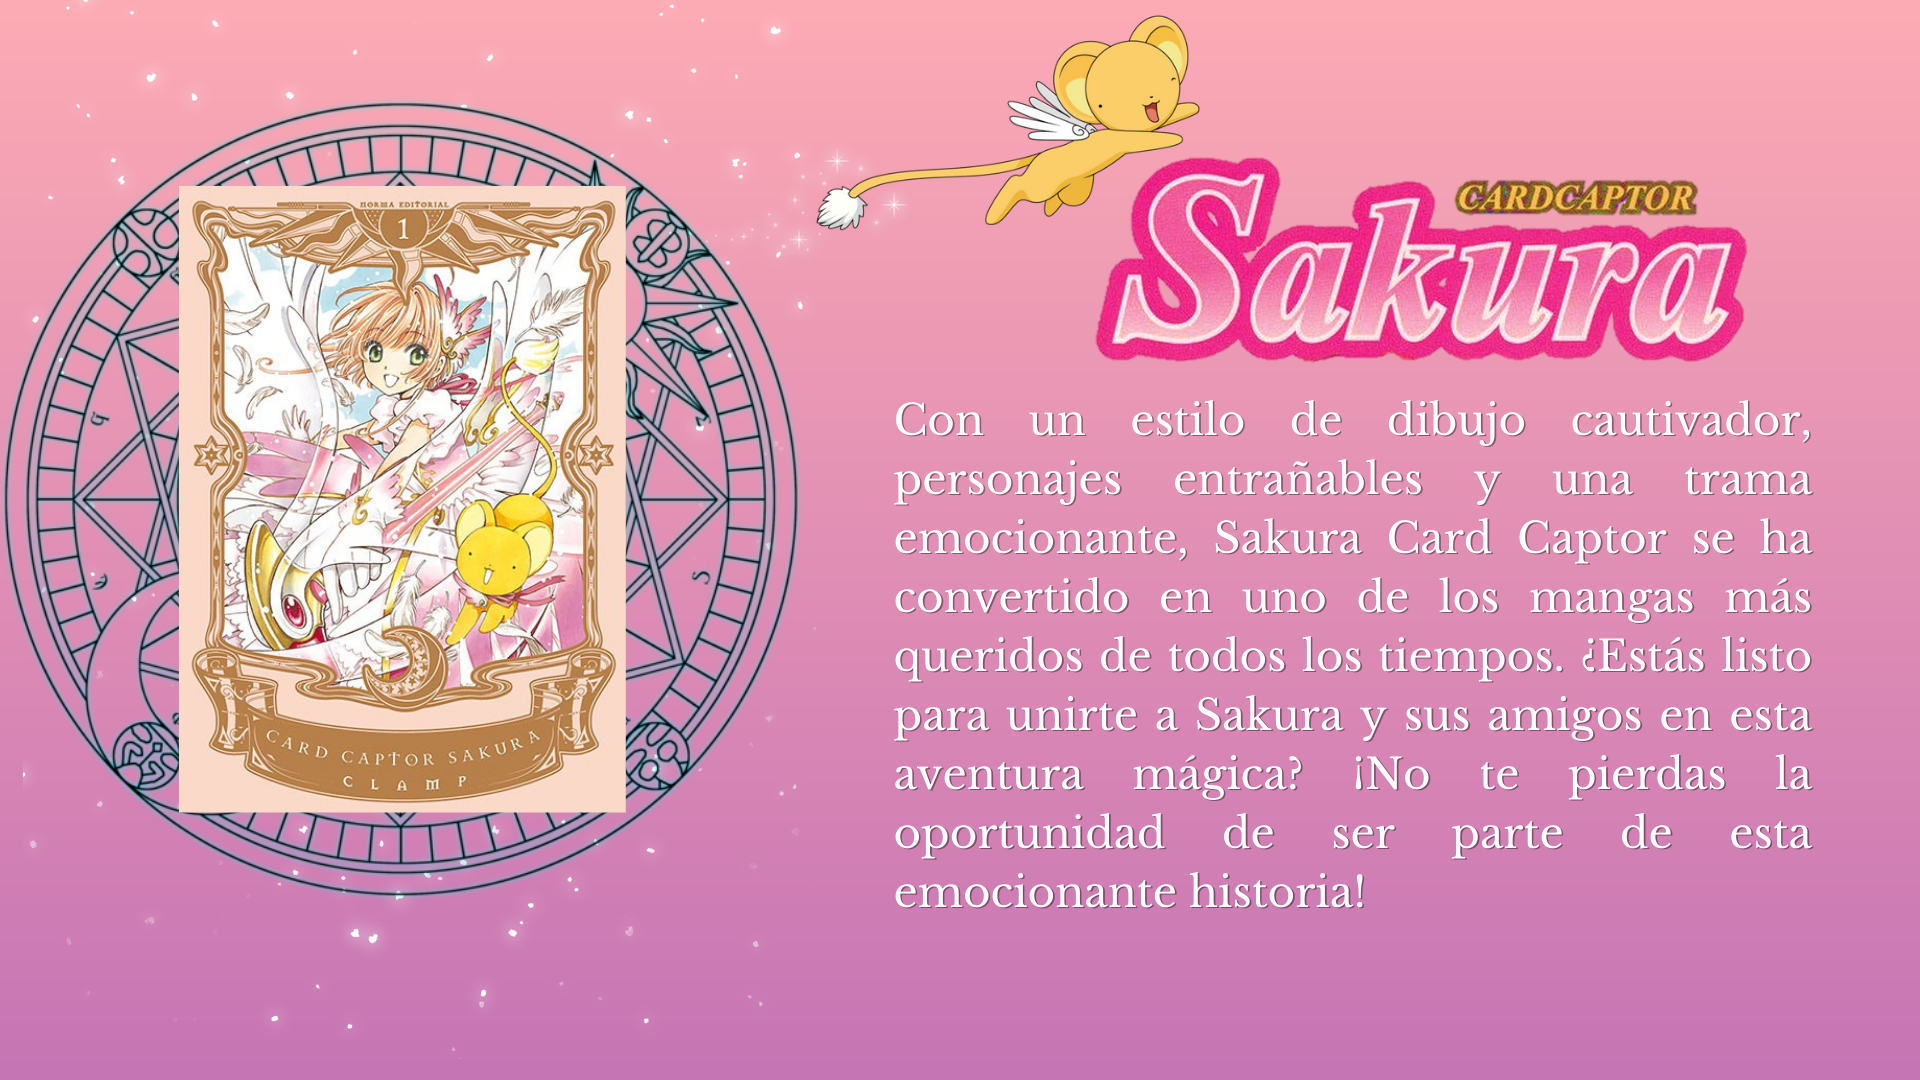 NORMA EDITORIAL
1
CARD CAPTOR SAKURA
CLAMP
CARDCAPTOR
Sakura
Con un estilo de dibujo cautivador,
personajes entrañables y una trama
emocionante, Sakura Card Captor se ha
convertido en uno de los mangas más
queridos de todos los tiempos. ¿Estás listo
para unirte a Sakura y sus amigos en esta
aventura mágica? ¡No te pierdas la
oportunidad de ser parte de esta
emocionante historia!